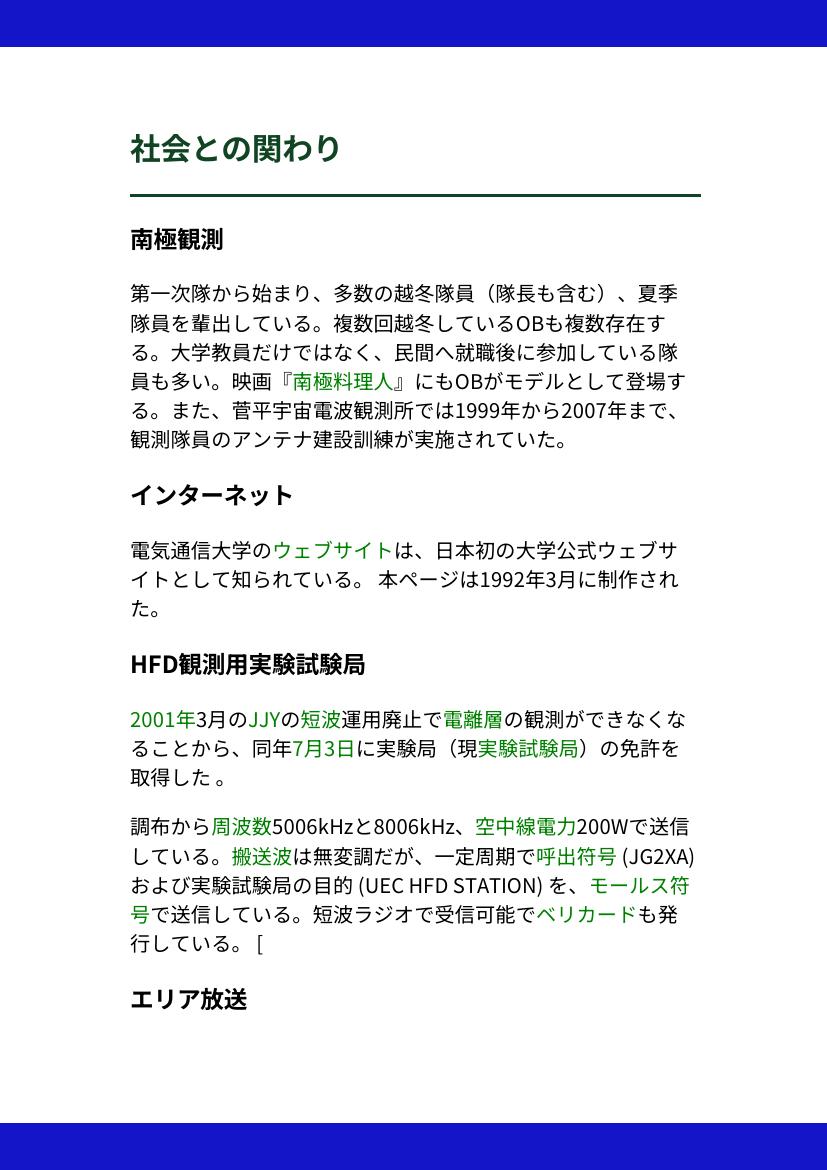 社会との関わり
南極観測
第一次隊から始まり、多数の越冬隊員（隊長も含む）、夏季
隊員を輩出している。複数回越冬しているOBも複数存在す
る。大学教員だけではなく、民間へ就職後に参加している隊
員も多い。映画『南極料理人』にもOBがモデルとして登場す
る。また、菅平宇宙電波観測所では1999年から2007年まで、
観測隊員のアンテナ建設訓練が実施されていた。
インターネット
電気通信大学のウェブサイトは、日本初の大学公式ウェブサ
イトとして知られている。 本ページは1992年3月に制作され
た。
HFD観測用実験試験局
2001年3月のJJYの短波運用廃止で電離層の観測ができなくな
ることから、同年7月3日に実験局（現実験試験局）の免許を
取得した 。
調布から周波数5006kHzと8006kHz、空中線電力200Wで送信
している。搬送波は無変調だが、一定周期で呼出符号 (JG2XA)
および実験試験局の目的 (UEC HFD STATION) を、モールス符
号で送信している。短波ラジオで受信可能でベリカードも発
行している。 [
エリア放送